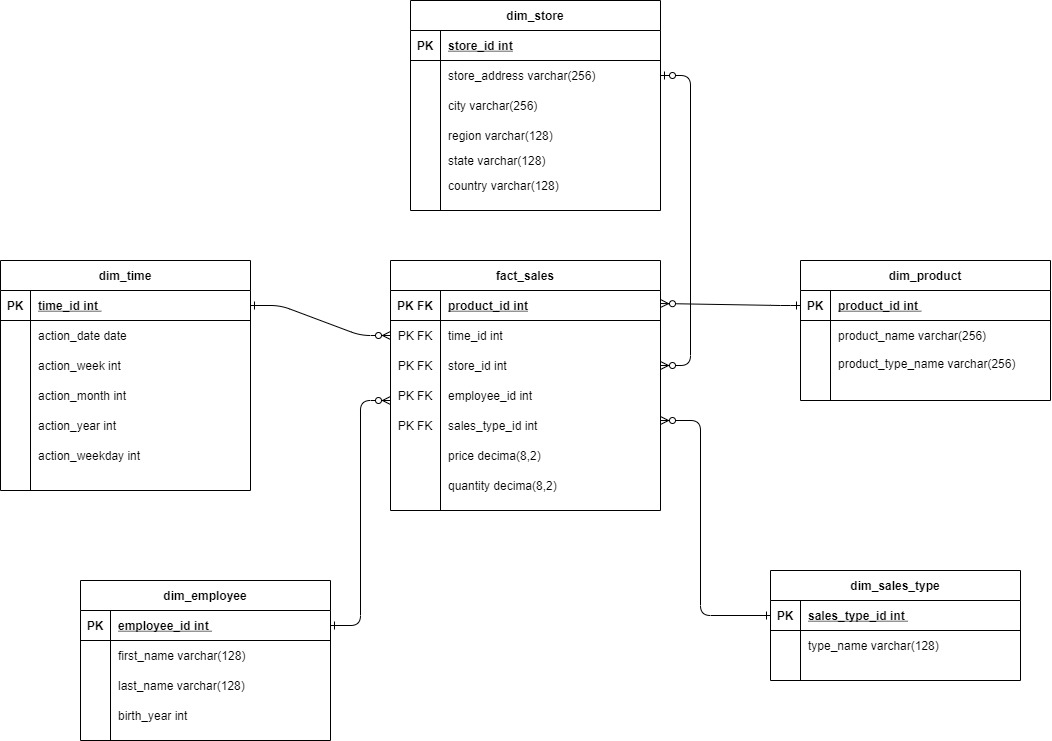 dim_store
PK store_id int
store_address varchar(256)
city varchar(256)
region varchar(128)
state varchar(128)
country varchar(128)
dim_time
PK time_id int
action_date date
action_week int
action_month int
action_year int
action_weekday int
fact_sales
PK FK product_id int
PK FK time_id int
PK FK store_id int
PK FK employee_id int
PK FK sales_type_id int
price decima(8,2)
quantity decima(8,2)
dim_product
PK product_id int
product_name varchar(256)
product_type_name varchar(256)
dim_employee
PK employee_id int
first_name varchar(128)
last_name varchar(128)
birth_year int
dim_sales_type
PK sales_type_id int
type_name varchar(128)